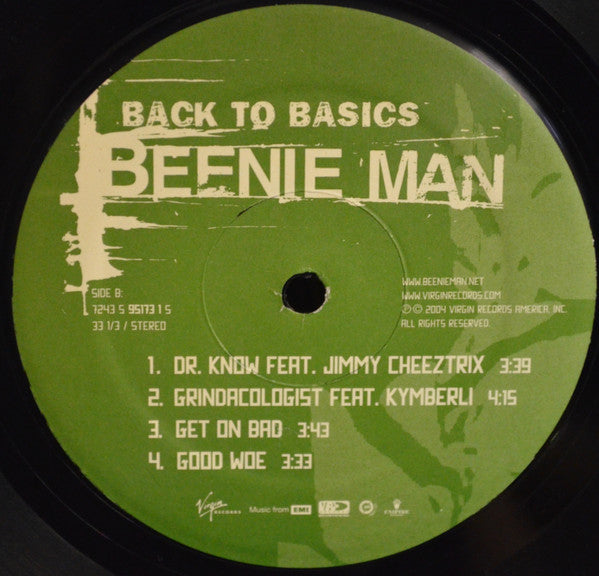 BACK TO BASICS
BEENIE MAN
SIDE B:
7243 5 95173 1 5
33 1/3 / STEREO
WWW.BEENIEMAN.NET
WWW.VIRGINRECORDS.COM
℗ © 2004 VIRGIN RECORDS AMERICA, INC.
ALL RIGHTS RESERVED.
1. DR. KNOW FEAT. JIMMY CHEEZTRIX 3:39
2. GRINDACOLOGIST FEAT. KYMBERLI 4:15
3. GET ON BAD 3:43
4. GOOD WOE 3:33
Virgin RECORDS Music from EMI EMPIRE